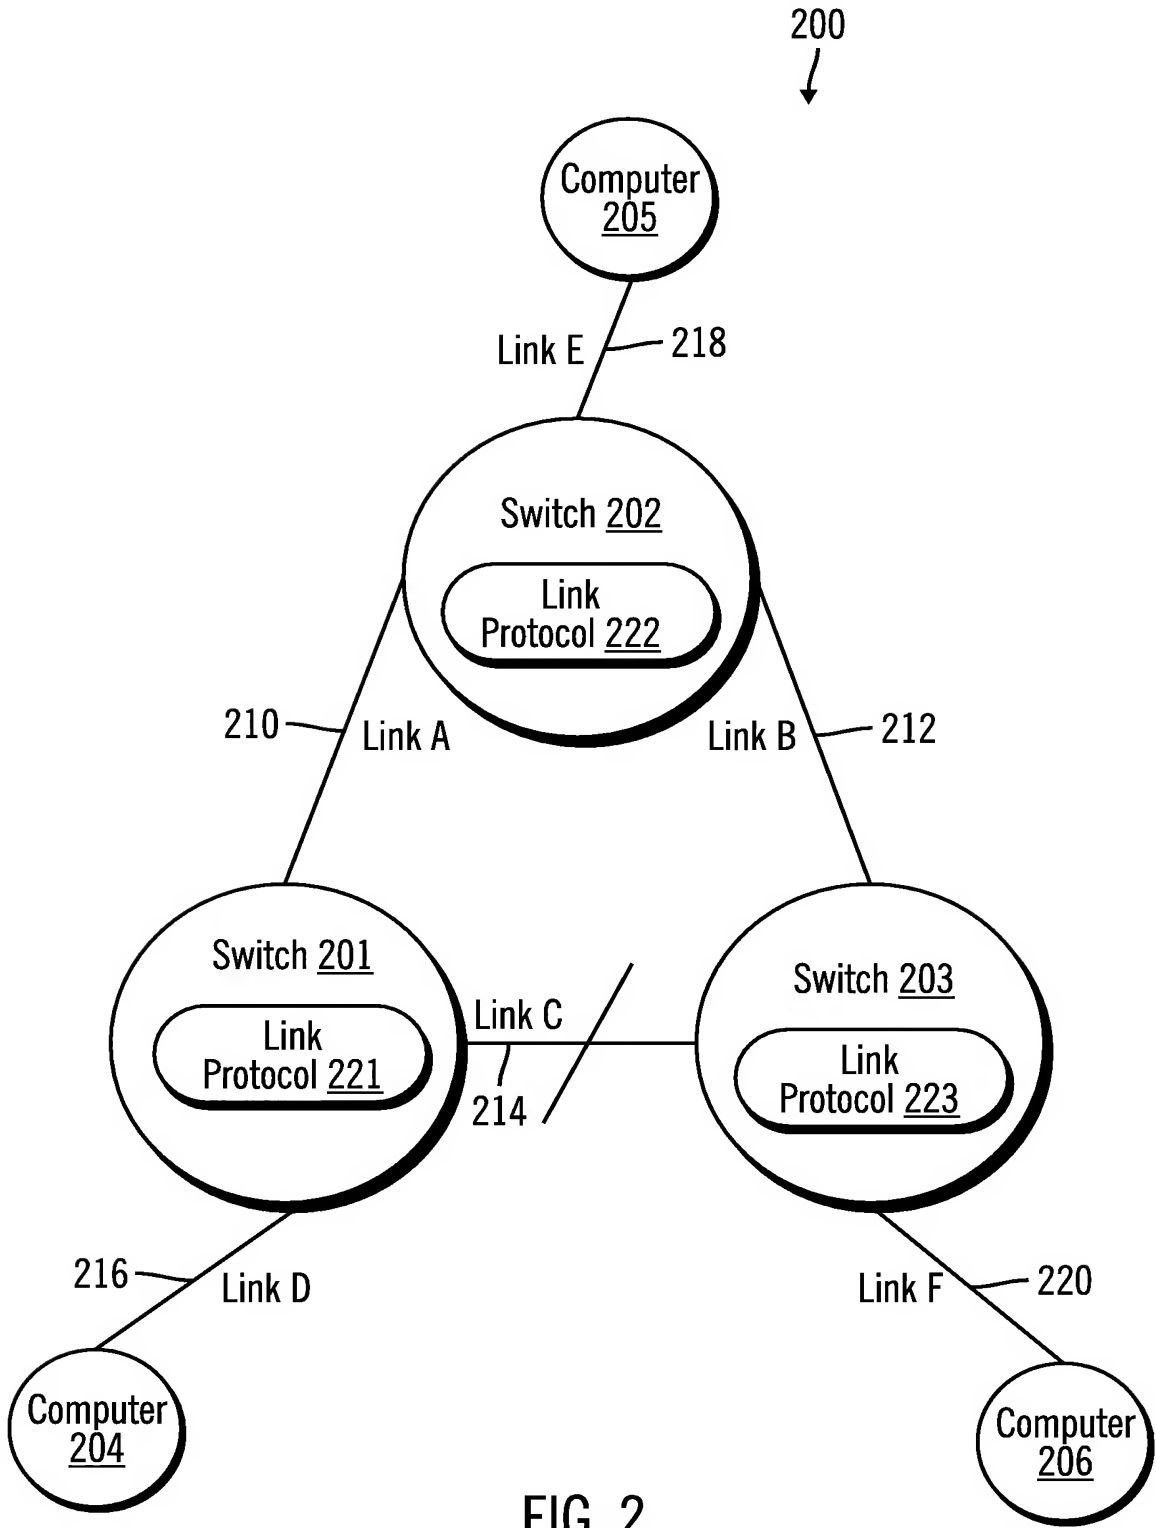 200
Computer
205
Link E
218
Switch 202
Link
Protocol 222
210
Link A
Link B
212
Switch 201
Link
Protocol 221
Link C
214
Switch 203
Link
Protocol 223
216
Link D
Link F
220
Computer
204
Computer
206
FIG. 2